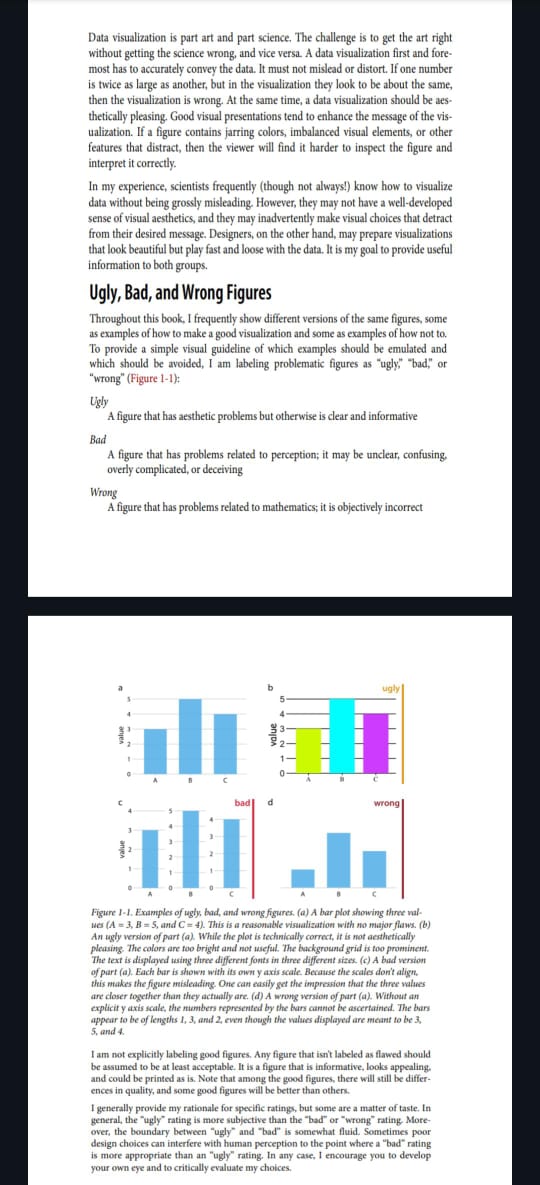 Data visualization is part art and part science. The challenge is to get the art right
without getting the science wrong, and vice versa. A data visualization first and fore-
most has to accurately convey the data. It must not mislead or distort. If one number
is twice as large as another, but in the visualization they look to be about the same,
then the visualization is wrong. At the same time, a data visualization should be aes-
thetically pleasing. Good visual presentations tend to enhance the message of the vis-
ualization. If a figure contains jarring colors, imbalanced visual elements, or other
features that distract, then the viewer will find it harder to inspect the figure and
interpret it correctly.
In my experience, scientists frequently (though not always!) know how to visualize
data without being grossly misleading. However, they may not have a well-developed
sense of visual aesthetics, and they may inadvertently make visual choices that detract
from their desired message. Designers, on the other hand, may prepare visualizations
that look beautiful but play fast and loose with the data. It is my goal to provide useful
information to both groups.
Ugly, Bad, and Wrong Figures
Throughout this book, I frequently show different versions of the same figures, some
as examples of how to make a good visualization and some as examples of how not to.
To provide a simple visual guideline of which examples should be emulated and
which should be avoided, I am labeling problematic figures as “ugly,” “bad,” or
“wrong” (Figure 1-1):
Ugly
A figure that has aesthetic problems but otherwise is clear and informative
Bad
A figure that has problems related to perception; it may be unclear, confusing,
overly complicated, or deceiving
Wrong
A figure that has problems related to mathematics; it is objectively incorrect
a
5
4
3
2
1
0
value
A B C
b
ugly
5
4
3
2
1
0
value
A B C
c
bad
4
3
2
1
0
value
5
4
3
2
1
0
4
3
2
1
0
A B C
d
wrong
A B C
Figure 1-1. Examples of ugly, bad, and wrong figures. (a) A bar plot showing three val-
ues (A = 3, B = 5, and C = 4). This is a reasonable visualization with no major flaws. (b)
An ugly version of part (a). While the plot is technically correct, it is not aesthetically
pleasing. The colors are too bright and not useful. The background grid is too prominent.
The text is displayed using three different fonts in three different sizes. (c) A bad version
of part (a). Each bar is shown with its own y axis scale. Because the scales don’t align,
this makes the figure misleading. One can easily get the impression that the three values
are closer together than they actually are. (d) A wrong version of part (a). Without an
explicit y axis scale, the numbers represented by the bars cannot be ascertained. The bars
appear to be of lengths 1, 3, and 2, even though the values displayed are meant to be 3,
5, and 4.
I am not explicitly labeling good figures. Any figure that isn’t labeled as flawed should
be assumed to be at least acceptable. It is a figure that is informative, looks appealing,
and could be printed as is. Note that among the good figures, there will still be differ-
ences in quality, and some good figures will be better than others.
I generally provide my rationale for specific ratings, but some are a matter of taste. In
general, the “ugly” rating is more subjective than the “bad” or “wrong” rating. More-
over, the boundary between “ugly” and “bad” is somewhat fluid. Sometimes poor
design choices can interfere with human perception to the point where a “bad” rating
is more appropriate than an “ugly” rating. In any case, I encourage you to develop
your own eye and to critically evaluate my choices.